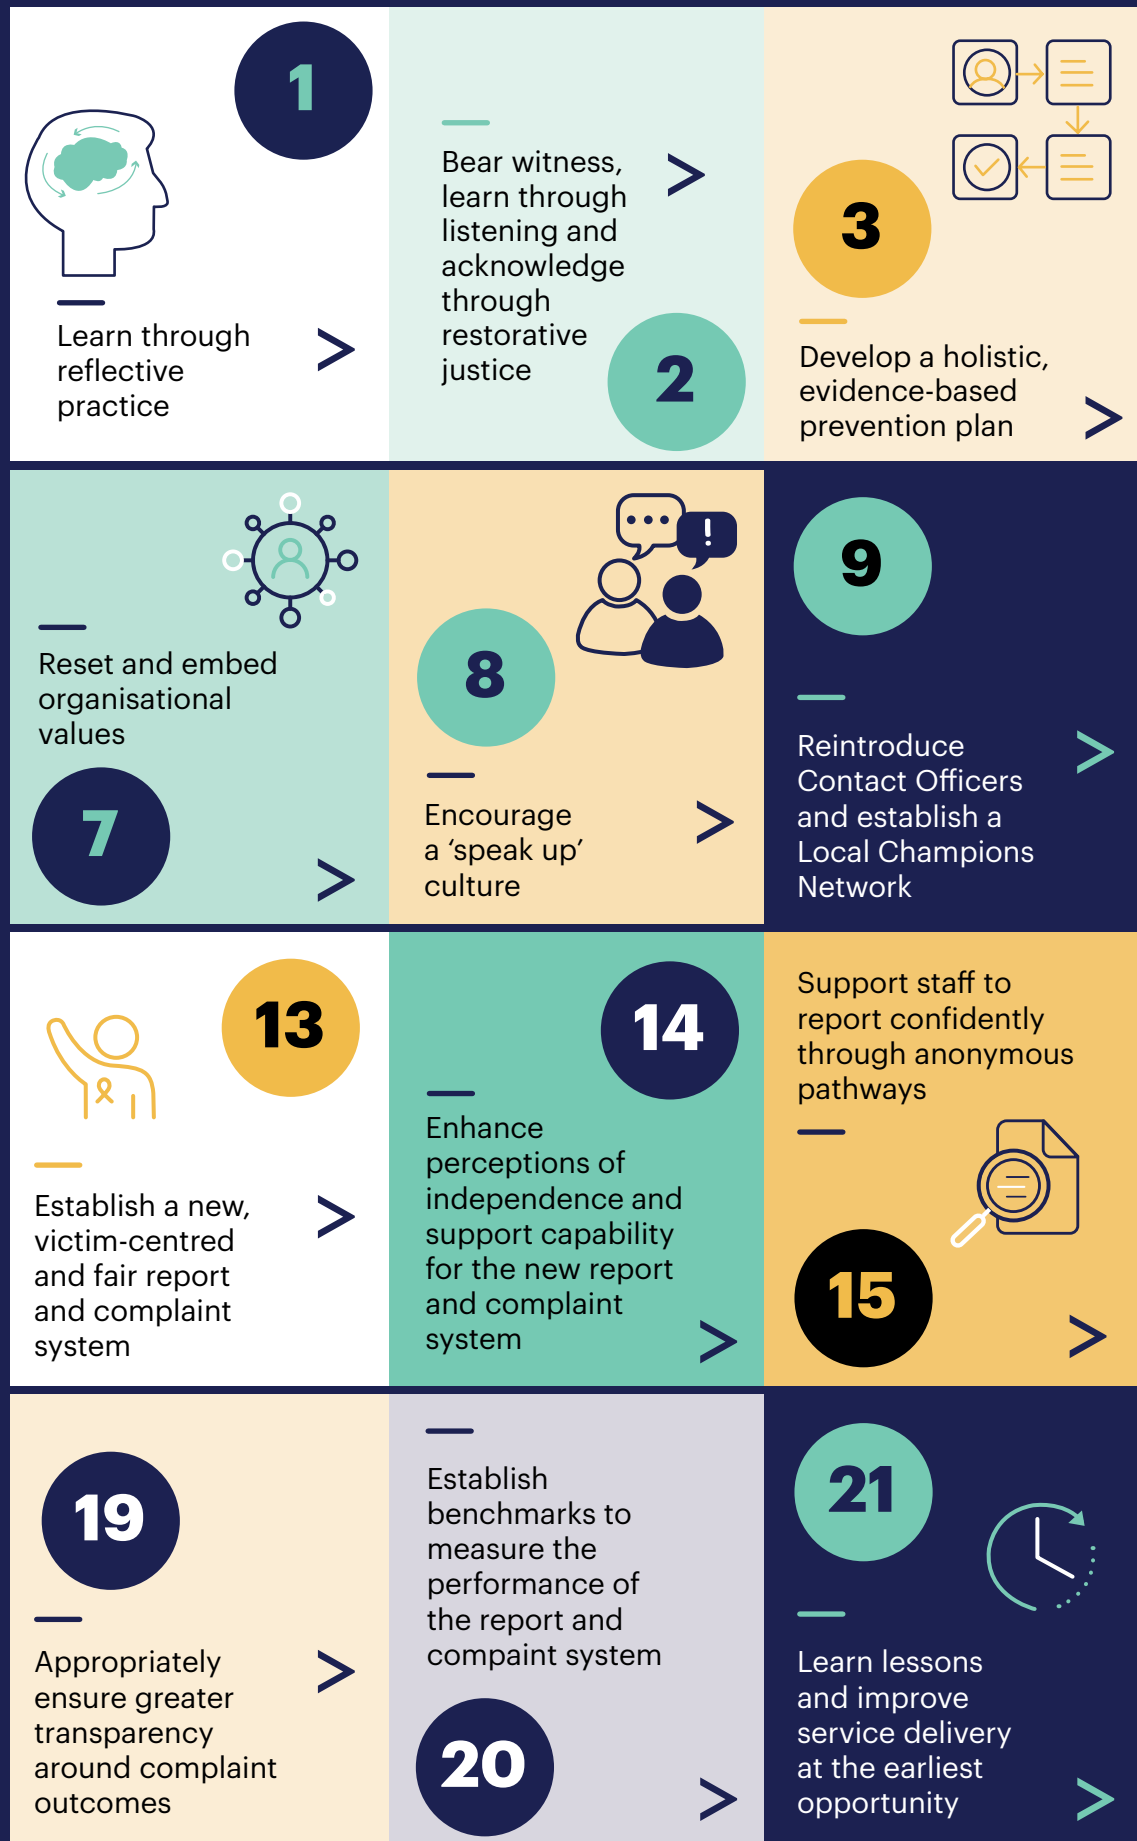 1
Learn through
reflective
practice
Bear witness,
learn through
listening and
acknowledge
through
restorative
justice
2
3
Develop a holistic,
evidence-based
prevention plan
Reset and embed
organisational
values
7
8
Encourage
a ‘speak up’
culture
9
Reintroduce
Contact Officers
and establish a
Local Champions
Network
13
Establish a new,
victim-centred
and fair report
and complaint
system
14
Enhance
perceptions of
independence and
support capability
for the new report
and complaint
system
Support staff to
report confidently
through anonymous
pathways
15
19
Appropriately
ensure greater
transparency
around complaint
outcomes
Establish
benchmarks to
measure the
performance of
the report and
compaint system
20
21
Learn lessons
and improve
service delivery
at the earliest
opportunity